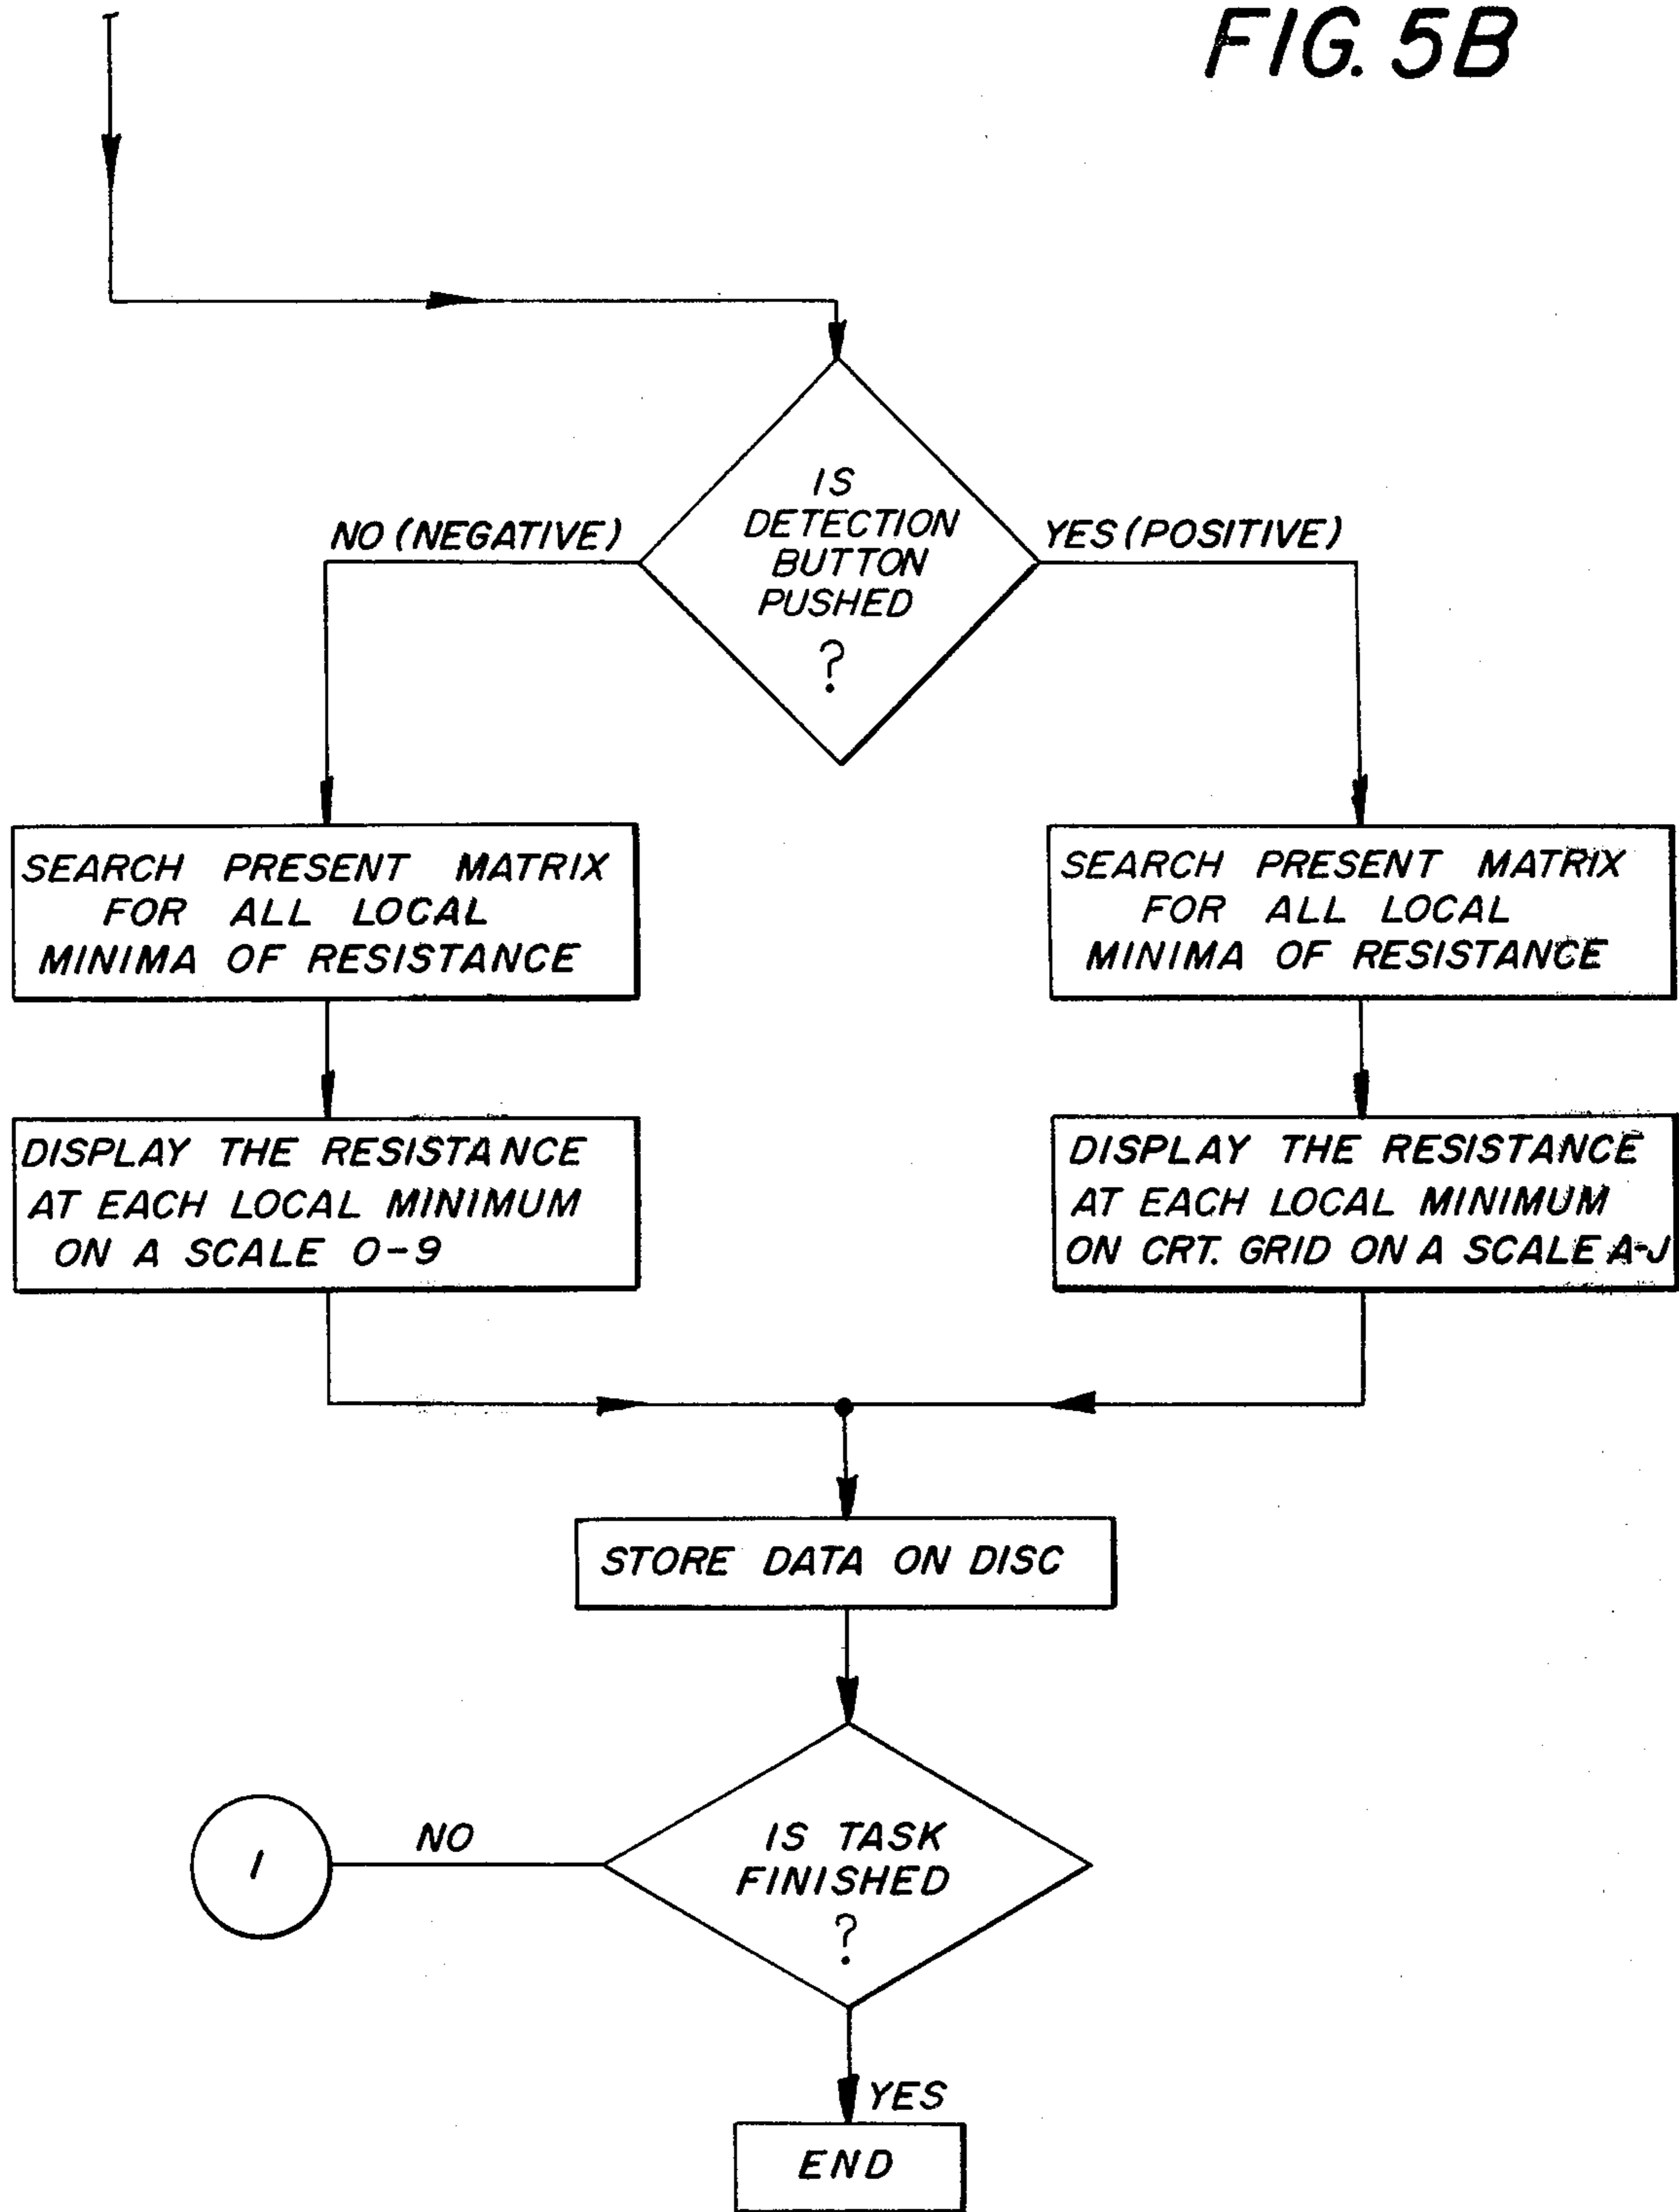 FIG. 5B
IS
DETECTION
BUTTON
PUSHED
?
NO (NEGATIVE)
YES (POSITIVE)
SEARCH PRESENT MATRIX
FOR ALL LOCAL
MINIMA OF RESISTANCE
SEARCH PRESENT MATRIX
FOR ALL LOCAL
MINIMA OF RESISTANCE
DISPLAY THE RESISTANCE
AT EACH LOCAL MINIMUM
ON A SCALE 0-9
DISPLAY THE RESISTANCE
AT EACH LOCAL MINIMUM
ON CRT. GRID ON A SCALE A-J
STORE DATA ON DISC
IS TASK
FINISHED
?
NO
1
YES
END